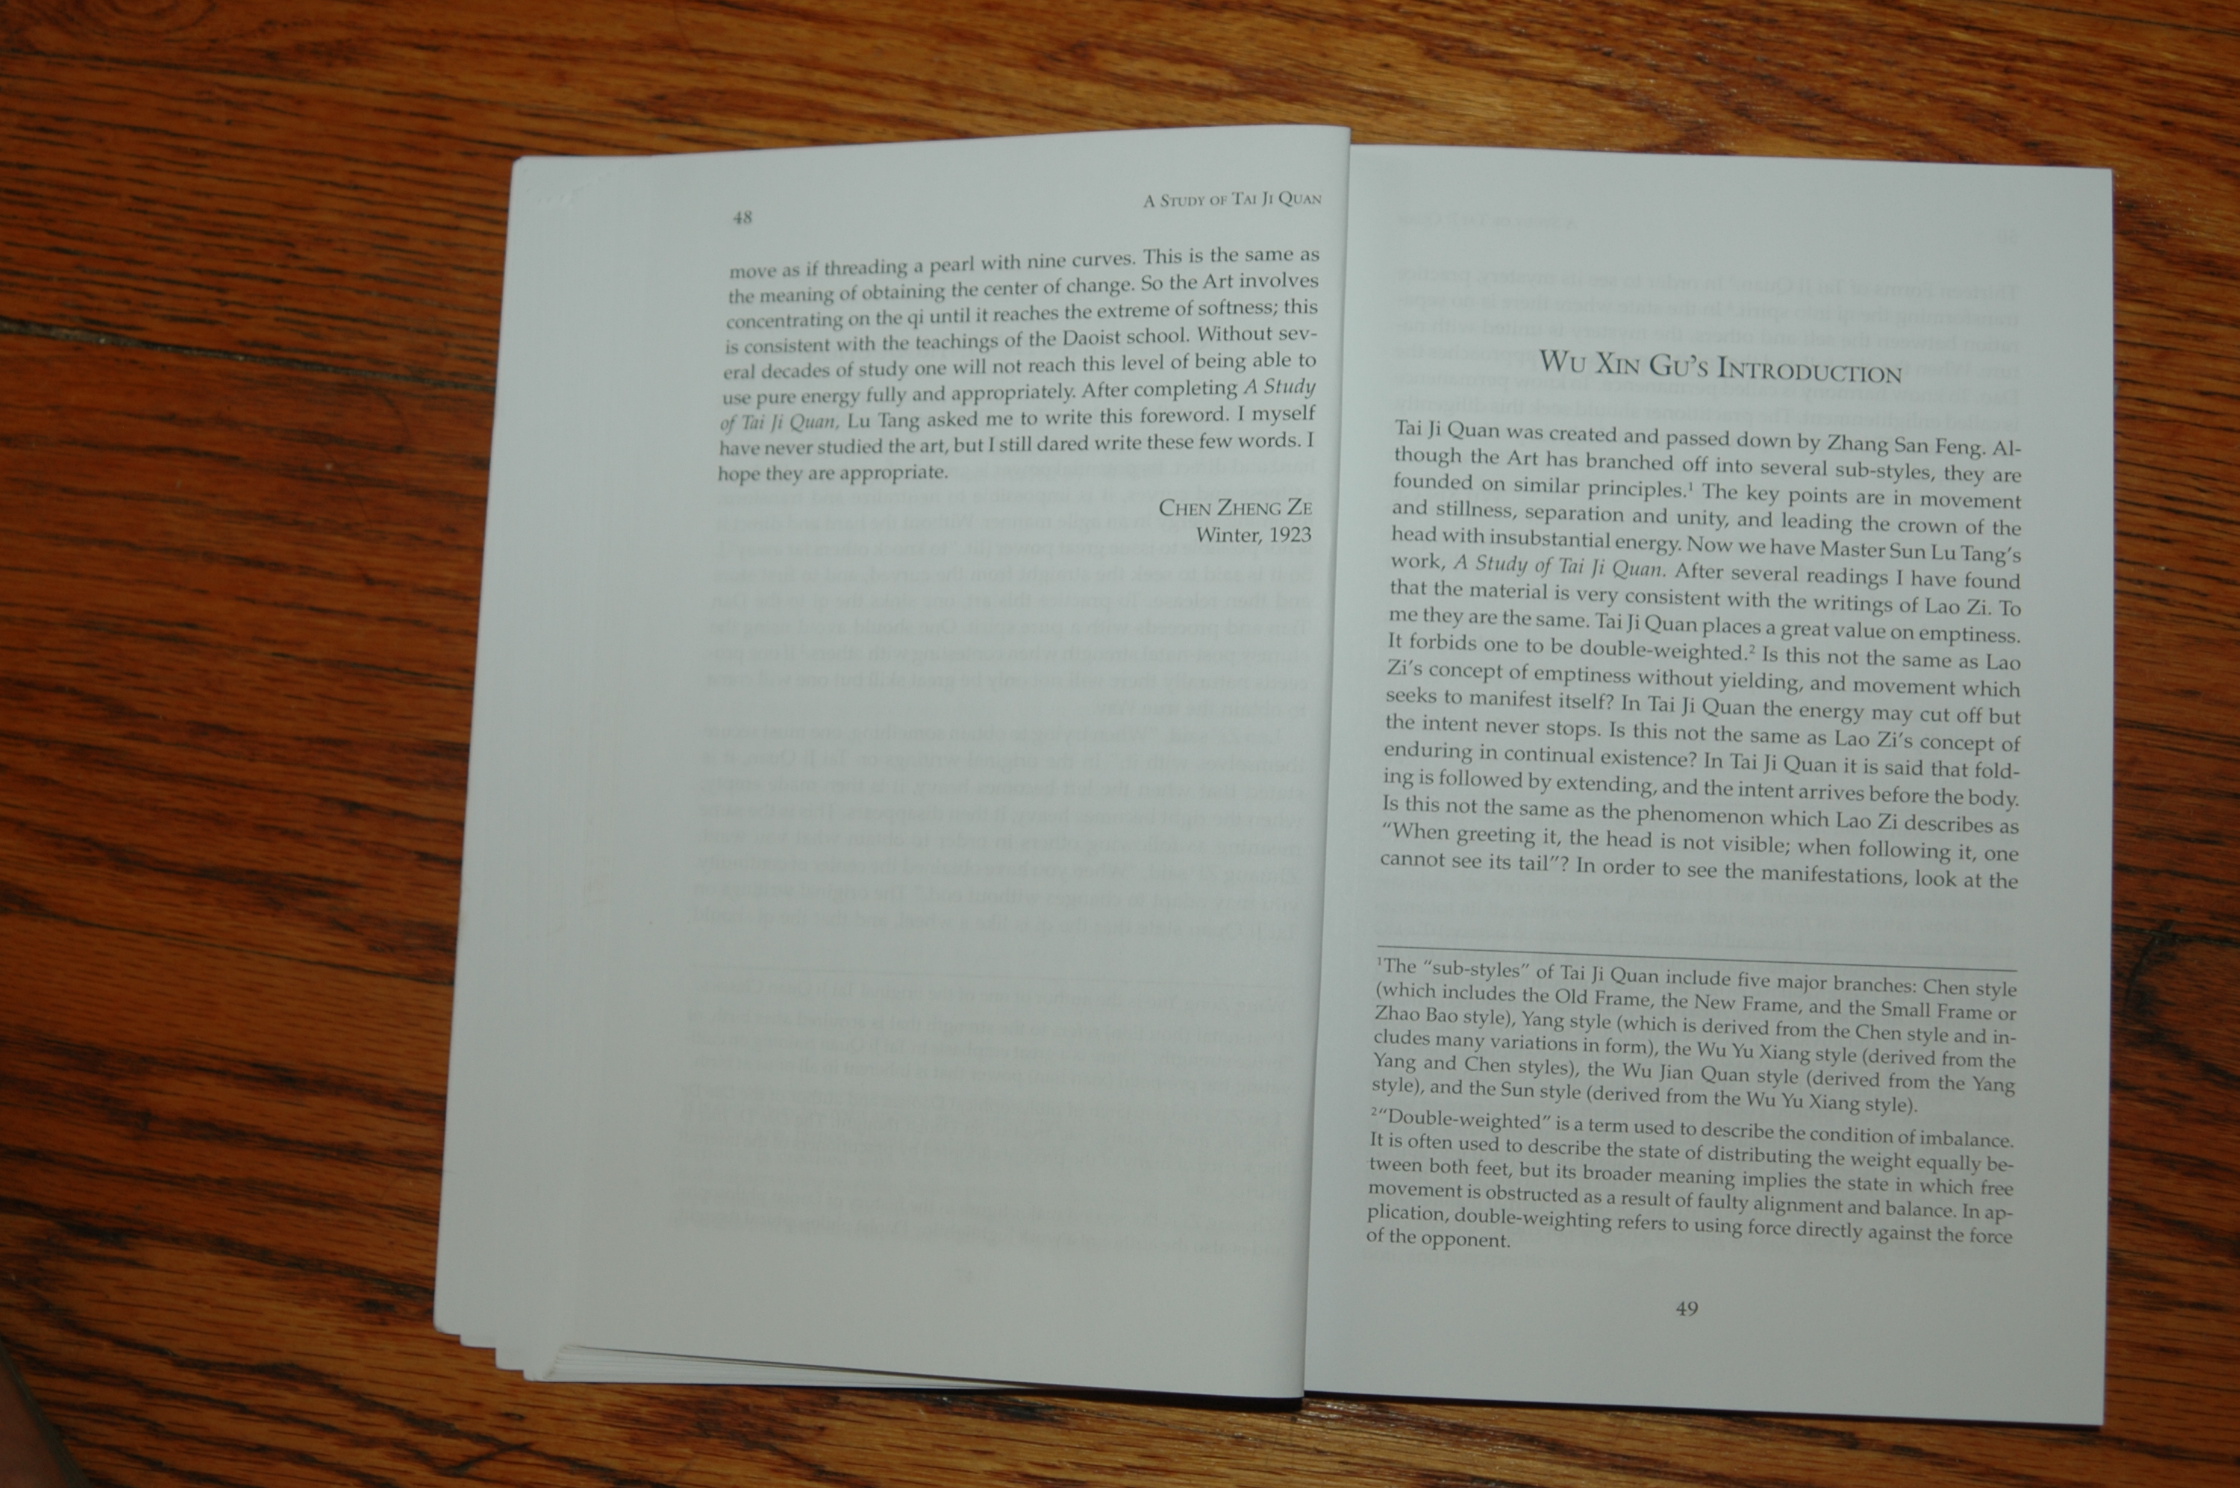 48
A STUDY OF TAI JI QUAN
move as if threading a pearl with nine curves. This is the same as
the meaning of obtaining the center of change. So the Art involves
concentrating on the qi until it reaches the extreme of softness; this
is consistent with the teachings of the Daoist school. Without sev-
eral decades of study one will not reach this level of being able to
use pure energy fully and appropriately. After completing A Study
of Tai Ji Quan, Lu Tang asked me to write this foreword. I myself
have never studied the art, but I still dared write these few words. I
hope they are appropriate.
CHEN ZHENG ZE
Winter, 1923
WU XIN GU'S INTRODUCTION
Tai Ji Quan was created and passed down by Zhang San Feng. Al-
though the Art has branched off into several sub-styles, they are
founded on similar principles.¹ The key points are in movement
and stillness, separation and unity, and leading the crown of the
head with insubstantial energy. Now we have Master Sun Lu Tang's
work, A Study of Tai Ji Quan. After several readings I have found
that the material is very consistent with the writings of Lao Zi. To
me they are the same. Tai Ji Quan places a great value on emptiness.
It forbids one to be double-weighted.² Is this not the same as Lao
Zi's concept of emptiness without yielding, and movement which
seeks to manifest itself? In Tai Ji Quan the energy may cut off but
the intent never stops. Is this not the same as Lao Zi's concept of
enduring in continual existence? In Tai Ji Quan it is said that fold-
ing is followed by extending, and the intent arrives before the body.
Is this not the same as the phenomenon which Lao Zi describes as
“When greeting it, the head is not visible; when following it, one
cannot see its tail”? In order to see the manifestations, look at the
¹The “sub-styles” of Tai Ji Quan include five major branches: Chen style
(which includes the Old Frame, the New Frame, and the Small Frame or
Zhao Bao style), Yang style (which is derived from the Chen style and in-
cludes many variations in form), the Wu Yu Xiang style (derived from the
Yang and Chen styles), the Wu Jian Quan style (derived from the Yang
style), and the Sun style (derived from the Wu Yu Xiang style).
²“Double-weighted” is a term used to describe the condition of imbalance.
It is often used to describe the state of distributing the weight equally be-
tween both feet, but its broader meaning implies the state in which free
movement is obstructed as a result of faulty alignment and balance. In ap-
plication, double-weighting refers to using force directly against the force
of the opponent.
49